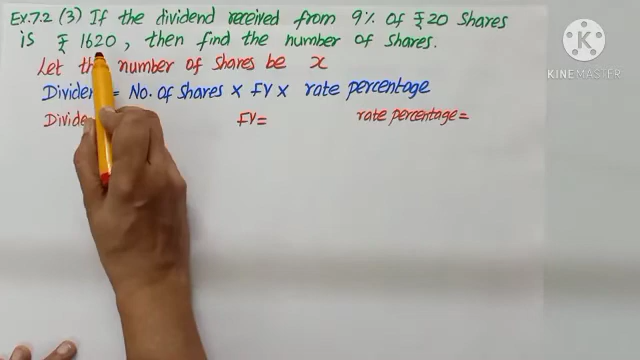 Ex.7.2 (3) If the dividend received from 9% of ₹20 shares
is ₹ 1620, then find the number of shares.
Let the number of shares be x
Dividend = No. of shares × FV × rate percentage
FV= rate percentage=
KINEMASTER